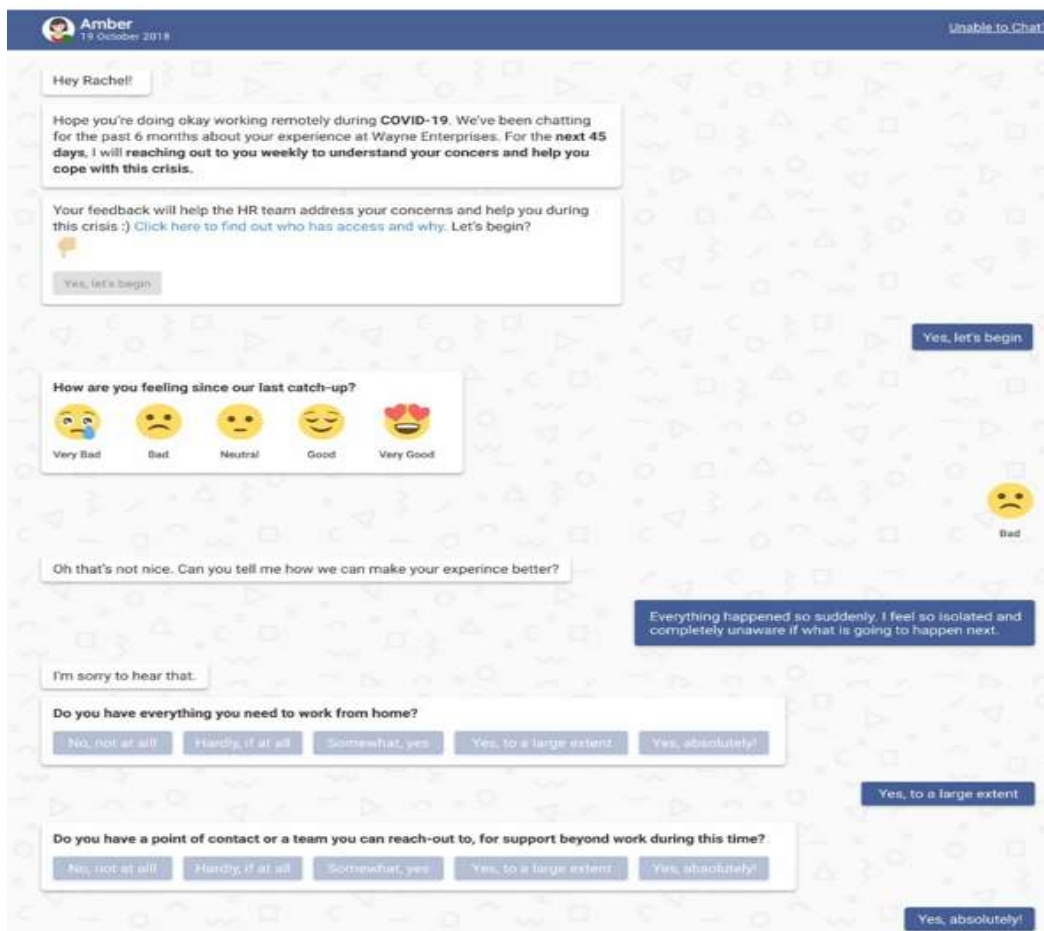 Amber
19 October 2018
Unable to Chat?
Hey Rachel!
Hope you're doing okay working remotely during COVID-19. We've been chatting
for the past 6 months about your experience at Wayne Enterprises. For the next 45
days, I will reaching out to you weekly to understand your concers and help you
cope with this crisis.
Your feedback will help the HR team address your concerns and help you during
this crisis :) Click here to find out who has access and why. Let's begin?
Yes, let's begin
Yes, let's begin
How are you feeling since our last catch-up?
Very Bad Bad Neutral Good Very Good
Bad
Oh that's not nice. Can you tell me how we can make your experince better?
Everything happened so suddenly. I feel so isolated and
completely unaware if what is going to happen next.
I'm sorry to hear that.
Do you have everything you need to work from home?
No, not at all! Hardly, if at all Somewhat, yes Yes, to a large extent Yes, absolutely!
Yes, to a large extent
Do you have a point of contact or a team you can reach-out to, for support beyond work during this time?
No, not at all! Hardly, if at all Somewhat, yes Yes, to a large extent Yes, absolutely!
Yes, absolutely!